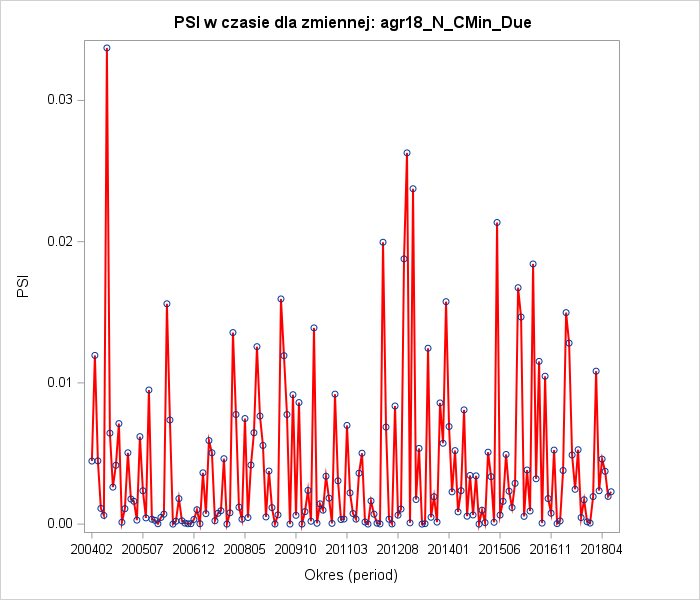 PSI w czasie dla zmiennej: agr18_N_CMin_Due
0.03
0.02
0.01
0.00
PSI
200402 200507 200612 200805 200910 201103 201208 201401 201506 201611 201804
Okres (period)